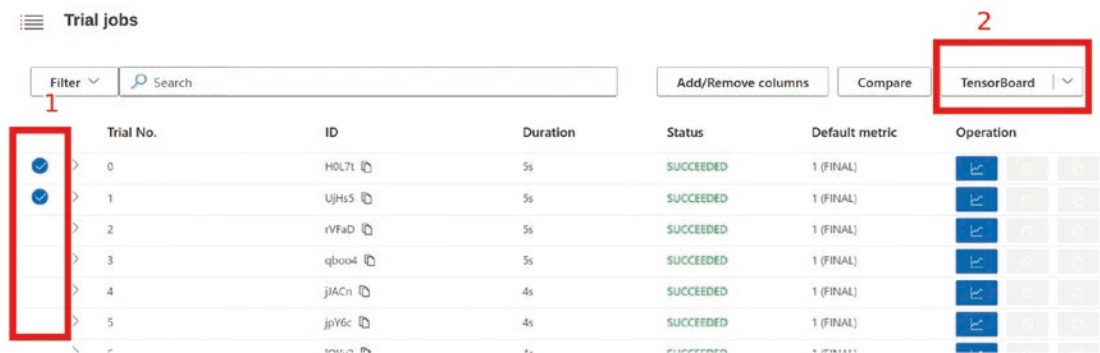 Trial jobs
2
Filter Search Add/Remove columns Compare TensorBoard
1
Trial No. ID Duration Status Default metric Operation
0 H0L7t 5s SUCCEEDED 1 (FINAL)
1 UjHs5 5s SUCCEEDED 1 (FINAL)
2 rVFaD 5s SUCCEEDED 1 (FINAL)
3 qboo4 5s SUCCEEDED 1 (FINAL)
4 jJACn 4s SUCCEEDED 1 (FINAL)
5 jpY6c 4s SUCCEEDED 1 (FINAL)